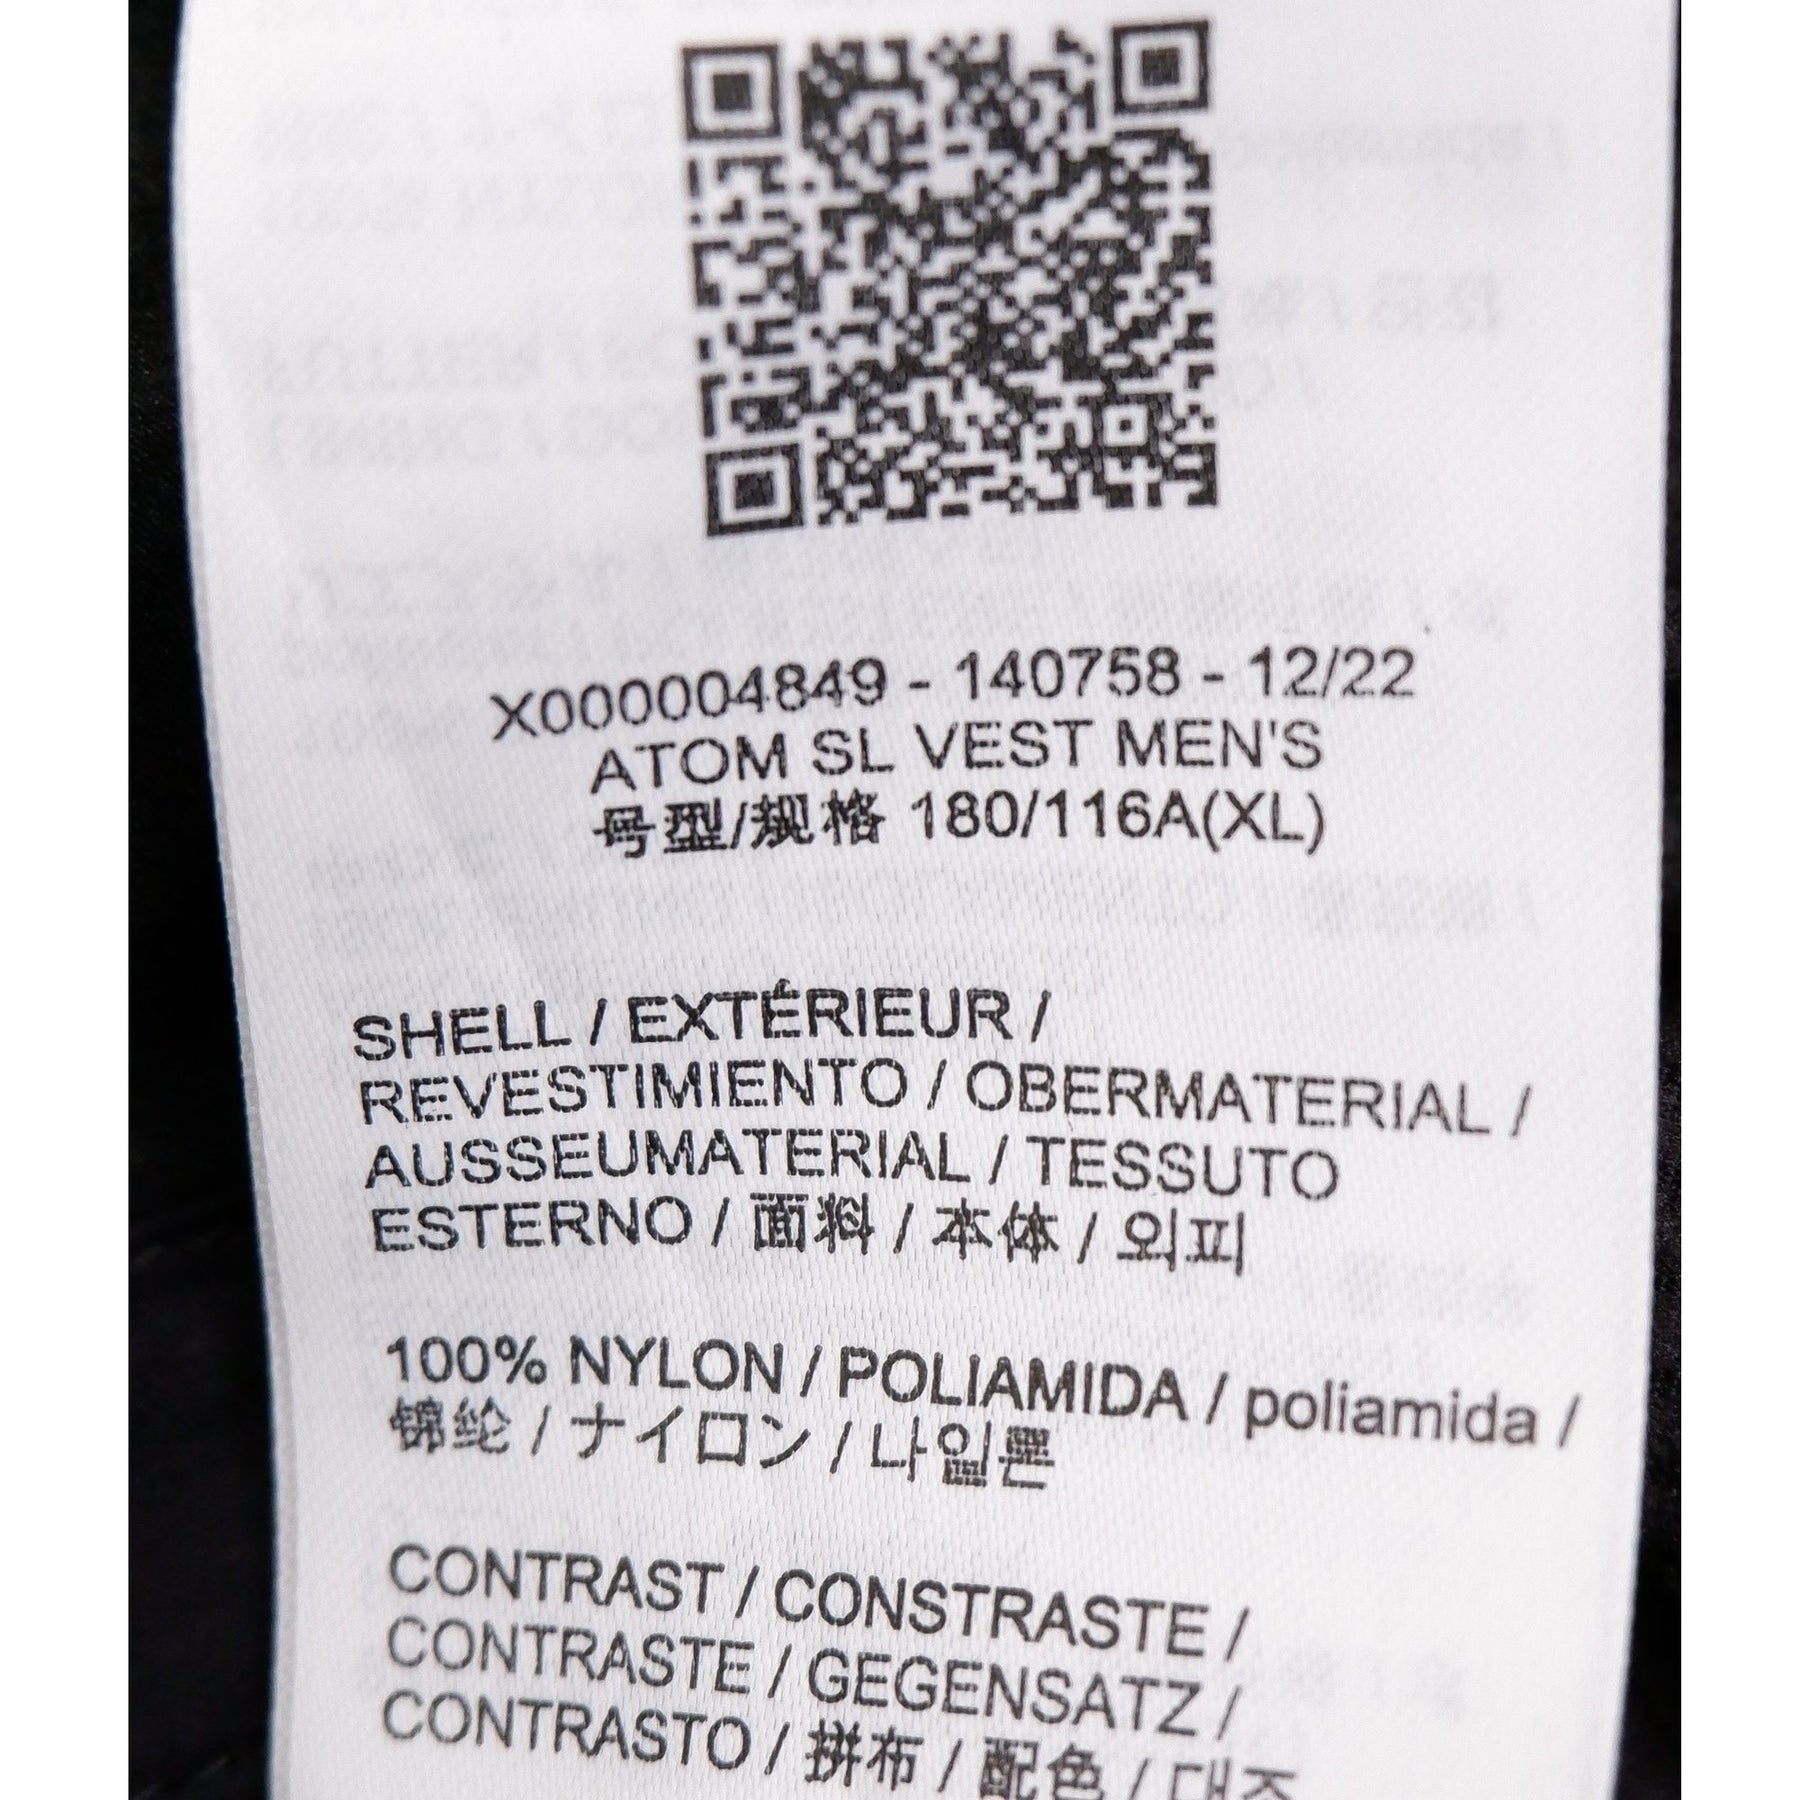 X000004849 - 140758 - 12/22
ATOM SL VEST MEN'S
号型/规格 180/116A(XL)
SHELL / EXTÉRIEUR /
REVESTIMIENTO / OBERMATERIAL /
AUSSEUMATERIAL / TESSUTO
ESTERNO / 面料 / 本体 / 외피
100% NYLON / POLIAMIDA / poliamida /
锦纶 / ナイロン / 나일론
CONTRAST / CONSTRASTE /
CONTRASTE / GEGENSATZ /
CONTRASTO / 拼布 / 配色 /